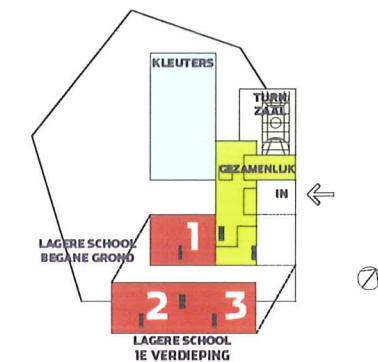 KLEUTERS
TURN
ZAAL
GEZAMENLIJK
IN
1
LAGERE SCHOOL
BEGANE GROND
2
3
LAGERE SCHOOL
1E VERDIEPING